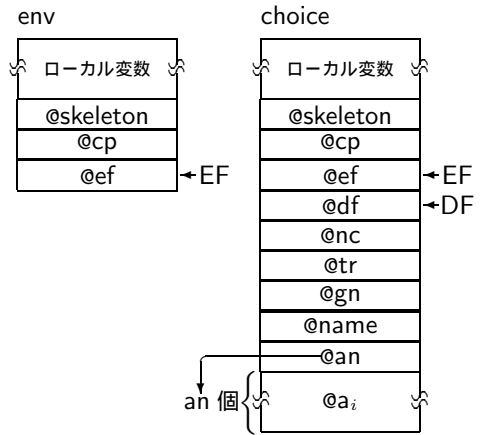 env
ローカル変数
@skeleton
@cp
@ef
EF
choice
ローカル変数
@skeleton
@cp
@ef
EF
@df
DF
@nc
@tr
@gn
@name
@an
an 個
@aᵢ